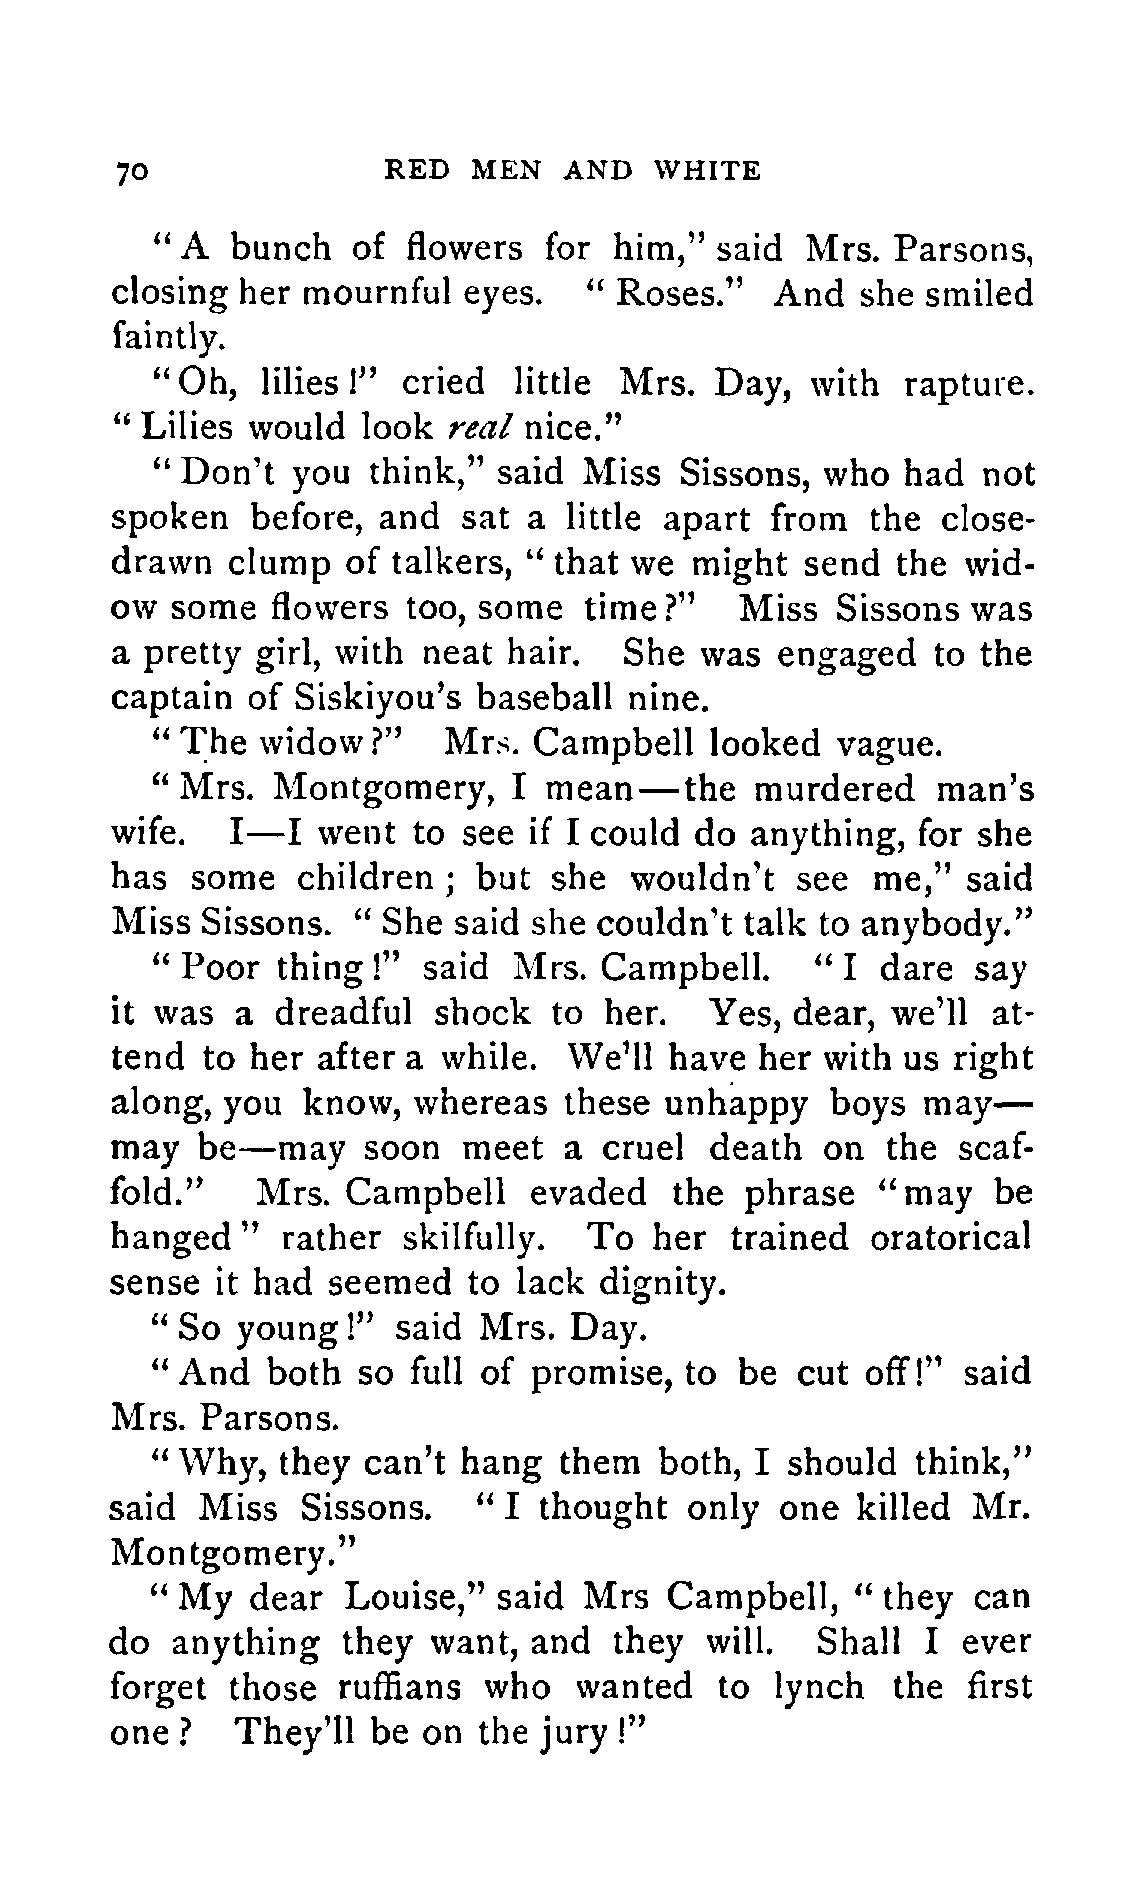 70 RED MEN AND WHITE
"A bunch of flowers for him," said Mrs. Parsons,
closing her mournful eyes. "Roses." And she smiled
faintly.
"Oh, lilies!" cried little Mrs. Day, with rapture.
"Lilies would look real nice."
"Don't you think," said Miss Sissons, who had not
spoken before, and sat a little apart from the close-
drawn clump of talkers, "that we might send the wid-
ow some flowers too, some time?" Miss Sissons was
a pretty girl, with neat hair. She was engaged to the
captain of Siskiyou's baseball nine.
"The widow?" Mrs. Campbell looked vague.
"Mrs. Montgomery, I mean—the murdered man's
wife. I—I went to see if I could do anything, for she
has some children; but she wouldn't see me," said
Miss Sissons. "She said she couldn't talk to anybody."
"Poor thing!" said Mrs. Campbell. "I dare say
it was a dreadful shock to her. Yes, dear, we'll at-
tend to her after a while. We'll have her with us right
along, you know, whereas these unhappy boys may—
may be—may soon meet a cruel death on the scaf-
fold." Mrs. Campbell evaded the phrase "may be
hanged" rather skilfully. To her trained oratorical
sense it had seemed to lack dignity.
"So young!" said Mrs. Day.
"And both so full of promise, to be cut off!" said
Mrs. Parsons.
"Why, they can't hang them both, I should think,"
said Miss Sissons. "I thought only one killed Mr.
Montgomery."
"My dear Louise," said Mrs Campbell, "they can
do anything they want, and they will. Shall I ever
forget those ruffians who wanted to lynch the first
one? They'll be on the jury!"